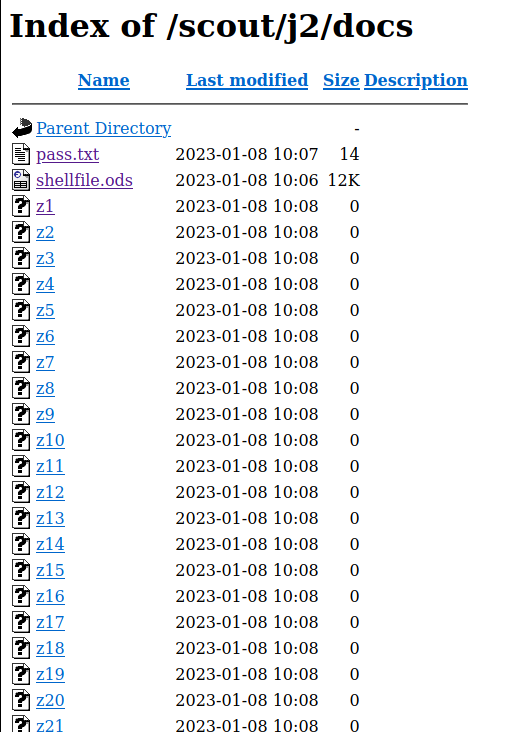 Index of /scout/j2/docs
Name Last modified Size Description
Parent Directory -
pass.txt 2023-01-08 10:07 14
shellfile.ods 2023-01-08 10:06 12K
z1 2023-01-08 10:08 0
z2 2023-01-08 10:08 0
z3 2023-01-08 10:08 0
z4 2023-01-08 10:08 0
z5 2023-01-08 10:08 0
z6 2023-01-08 10:08 0
z7 2023-01-08 10:08 0
z8 2023-01-08 10:08 0
z9 2023-01-08 10:08 0
z10 2023-01-08 10:08 0
z11 2023-01-08 10:08 0
z12 2023-01-08 10:08 0
z13 2023-01-08 10:08 0
z14 2023-01-08 10:08 0
z15 2023-01-08 10:08 0
z16 2023-01-08 10:08 0
z17 2023-01-08 10:08 0
z18 2023-01-08 10:08 0
z19 2023-01-08 10:08 0
z20 2023-01-08 10:08 0
z21 2023-01-08 10:08 0